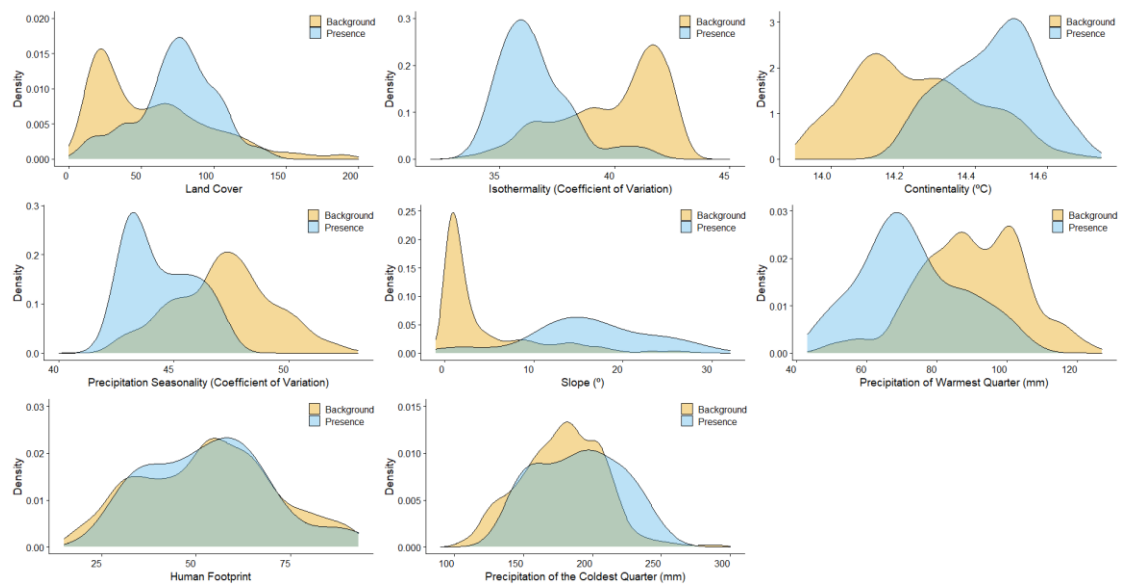 0.020
0.015
0.010
0.005
0.000
Density
Background
Presence
0 50 100 150 200
Land Cover
0.3
0.2
0.1
0.0
Density
Background
Presence
35 40 45
Isothermality (Coefficient of Variation)
3
2
1
0
Density
Background
Presence
14.0 14.2 14.4 14.6
Continentality (ºC)
0.3
0.2
0.1
0.0
Density
Background
Presence
40 45 50
Precipitation Seasonality (Coefficient of Variation)
0.25
0.20
0.15
0.10
0.05
0.00
Density
Background
Presence
0 10 20 30
Slope (º)
0.03
0.02
0.01
0.00
Density
Background
Presence
40 60 80 100 120
Precipitation of Warmest Quarter (mm)
0.03
0.02
0.01
0.00
Density
Background
Presence
25 50 75
Human Footprint
0.015
0.010
0.005
0.000
Density
Background
Presence
100 150 200 250 300
Precipitation of the Coldest Quarter (mm)